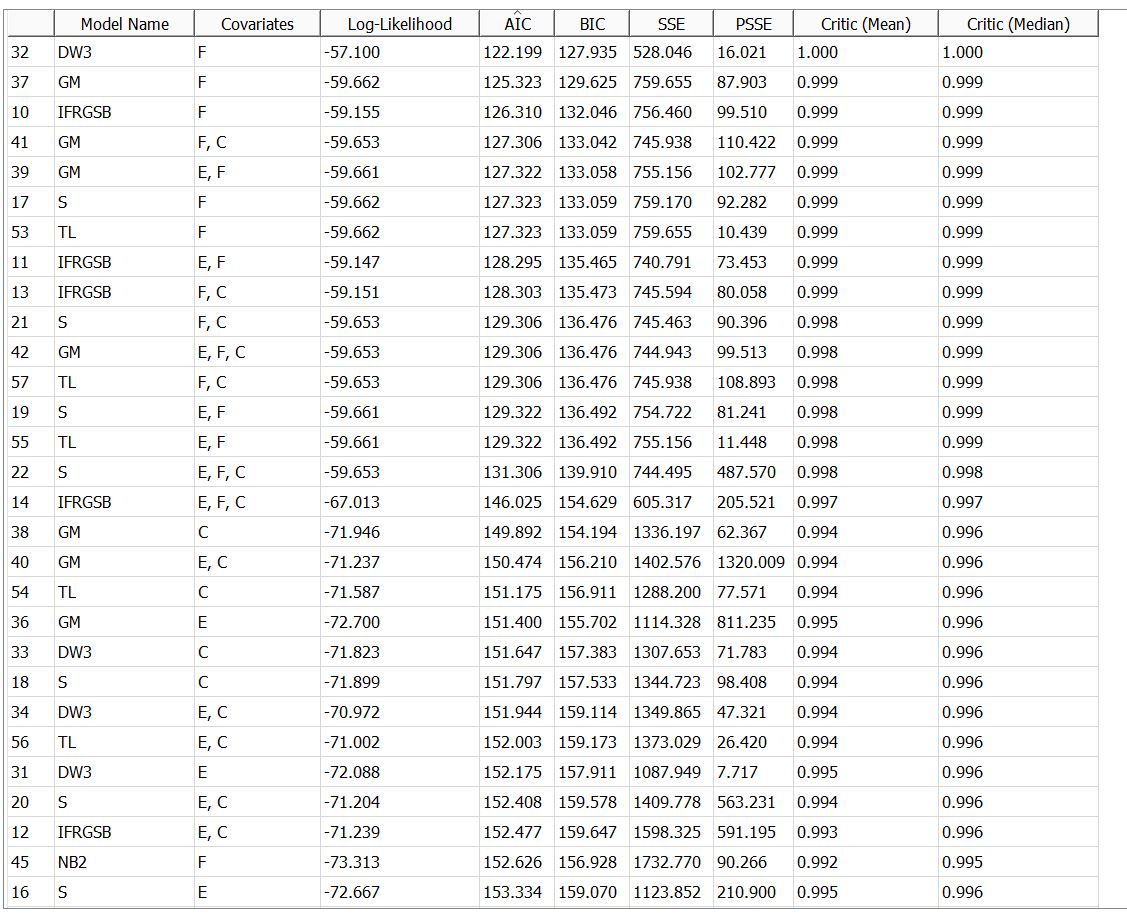 Model Name Covariates Log-Likelihood AIC BIC SSE PSSE Critic (Mean) Critic (Median)
32 DW3 F -57.100 122.199 127.935 528.046 16.021 1.000 1.000
37 GM F -59.662 125.323 129.625 759.655 87.903 0.999 0.999
10 IFRGSB F -59.155 126.310 132.046 756.460 99.510 0.999 0.999
41 GM F, C -59.653 127.306 133.042 745.938 110.422 0.999 0.999
39 GM E, F -59.661 127.322 133.058 755.156 102.777 0.999 0.999
17 S F -59.662 127.323 133.059 759.170 92.282 0.999 0.999
53 TL F -59.662 127.323 133.059 759.655 10.439 0.999 0.999
11 IFRGSB E, F -59.147 128.295 135.465 740.791 73.453 0.999 0.999
13 IFRGSB F, C -59.151 128.303 135.473 745.594 80.058 0.999 0.999
21 S F, C -59.653 129.306 136.476 745.463 90.396 0.998 0.999
42 GM E, F, C -59.653 129.306 136.476 744.943 99.513 0.998 0.999
57 TL F, C -59.653 129.306 136.476 745.938 108.893 0.998 0.999
19 S E, F -59.661 129.322 136.492 754.722 81.241 0.998 0.999
55 TL E, F -59.661 129.322 136.492 755.156 11.448 0.998 0.999
22 S E, F, C -59.653 131.306 139.910 744.495 487.570 0.998 0.998
14 IFRGSB E, F, C -67.013 146.025 154.629 605.317 205.521 0.997 0.997
38 GM C -71.946 149.892 154.194 1336.197 62.367 0.994 0.996
40 GM E, C -71.237 150.474 156.210 1402.576 1320.009 0.994 0.996
54 TL C -71.587 151.175 156.911 1288.200 77.571 0.994 0.996
36 GM E -72.700 151.400 155.702 1114.328 811.235 0.995 0.996
33 DW3 C -71.823 151.647 157.383 1307.653 71.783 0.994 0.996
18 S C -71.899 151.797 157.533 1344.723 98.408 0.994 0.996
34 DW3 E, C -70.972 151.944 159.114 1349.865 47.321 0.994 0.996
56 TL E, C -71.002 152.003 159.173 1373.029 26.420 0.994 0.996
31 DW3 E -72.088 152.175 157.911 1087.949 7.717 0.995 0.996
20 S E, C -71.204 152.408 159.578 1409.778 563.231 0.994 0.996
12 IFRGSB E, C -71.239 152.477 159.647 1598.325 591.195 0.993 0.996
45 NB2 F -73.313 152.626 156.928 1732.770 90.266 0.992 0.995
16 S E -72.667 153.334 159.070 1123.852 210.900 0.995 0.996